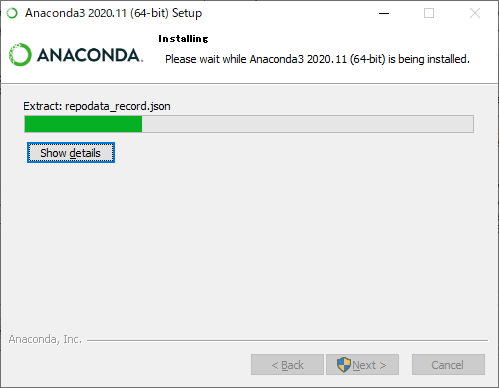 Anaconda3 2020.11 (64-bit) Setup
ANACONDA.
Installing
Please wait while Anaconda3 2020.11 (64-bit) is being installed.
Extract: repodata_record.json
Show details
Anaconda, Inc.
< Back
Next >
Cancel